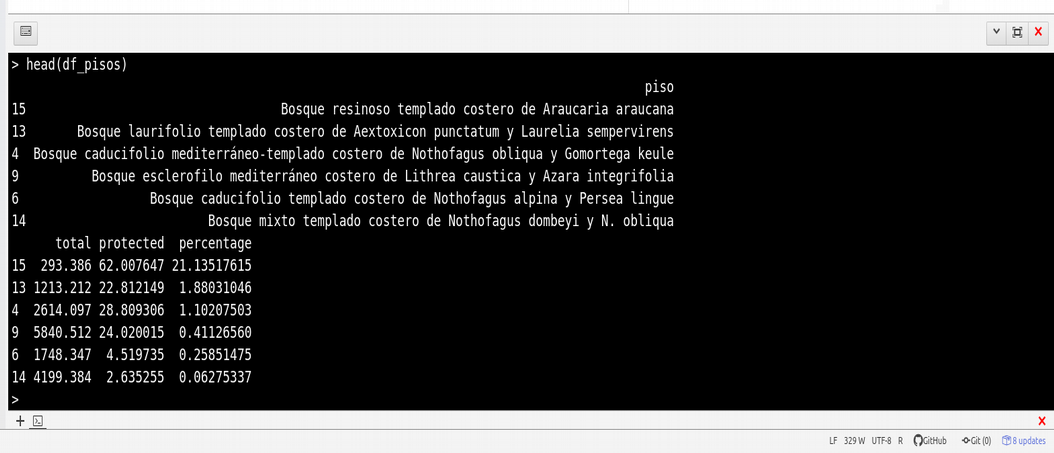 > head(df_pisos)
piso
15 Bosque resinoso templado costero de Araucaria araucana
13 Bosque laurifolio templado costero de Aextoxicon punctatum y Laurelia sempervirens
4 Bosque caducifolio mediterráneo-templado costero de Nothofagus obliqua y Gomortega keule
9 Bosque esclerofilo mediterráneo costero de Lithrea caustica y Azara integrifolia
6 Bosque caducifolio templado costero de Nothofagus alpina y Persea lingue
14 Bosque mixto templado costero de Nothofagus dombeyi y N. obliqua
total protected percentage
15 293.386 62.007647 21.13517615
13 1213.212 22.812149 1.88031046
4 2614.097 28.809306 1.10207503
9 5840.512 24.020015 0.41126560
6 1748.347 4.519735 0.25851475
14 4199.384 2.635255 0.06275337
>
LF 329 W UTF-8 R GitHub Git (0) 8 updates